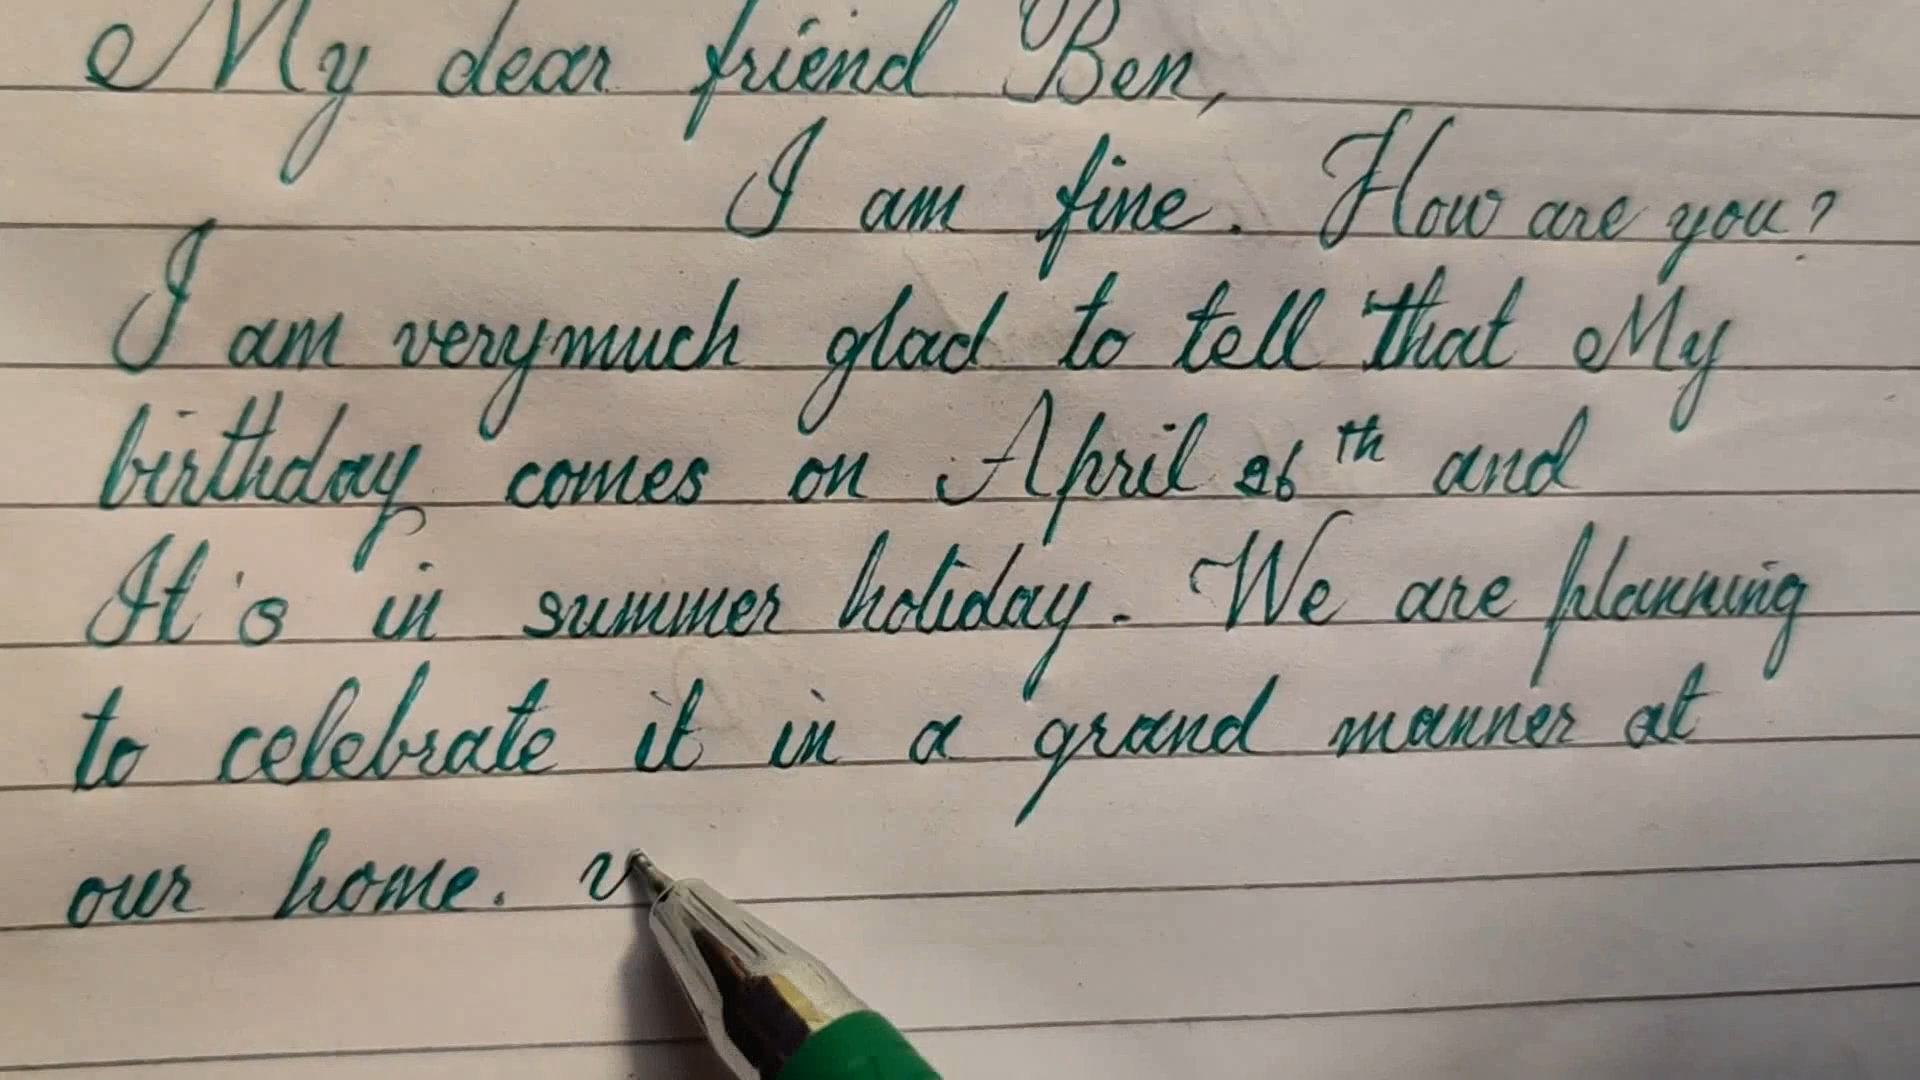 My dear friend Ben,
I am fine. How are you?
I am verymuch glad to tell that My
birthday comes on April 26th and
It's in summer holiday. We are planning
to celebrate it in a grand manner at
our home.